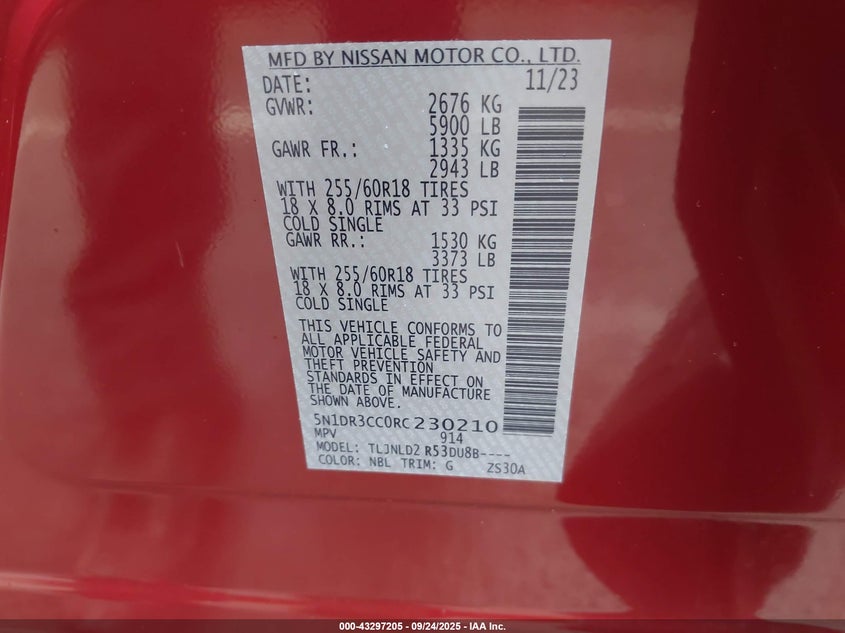 MFD BY NISSAN MOTOR CO., LTD.
DATE: 11/23
GVWR: 2676 KG
5900 LB
GAWR FR.: 1335 KG
2943 LB
WITH 255/60R18 TIRES
18 X 8.0 RIMS AT 33 PSI
COLD SINGLE
GAWR RR.: 1530 KG
3373 LB
WITH 255/60R18 TIRES
18 X 8.0 RIMS AT 33 PSI
COLD SINGLE
THIS VEHICLE CONFORMS TO
ALL APPLICABLE FEDERAL
MOTOR VEHICLE SAFETY AND
THEFT PREVENTION
STANDARDS IN EFFECT ON
THE DATE OF MANUFACTURE
SHOWN ABOVE.
5N1DR3CC0RC230210
MPV 914
MODEL: TLJNLD2 R53DU8B----
COLOR: NBL TRIM: G ZS30A
000-43297205 - 09/24/2025 - IAA Inc.